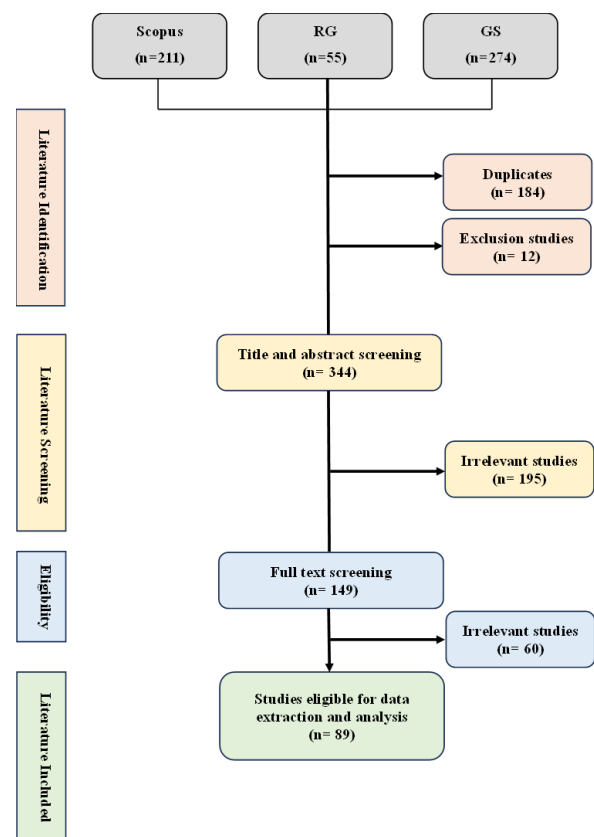 Scopus
(n=211)
RG
(n=55)
GS
(n=274)
Literature Identification
Duplicates
(n= 184)
Exclusion studies
(n= 12)
Literature Screening
Title and abstract screening
(n= 344)
Irrelevant studies
(n= 195)
Eligibility
Full text screening
(n= 149)
Irrelevant studies
(n= 60)
Literature Included
Studies eligible for data
extraction and analysis
(n= 89)